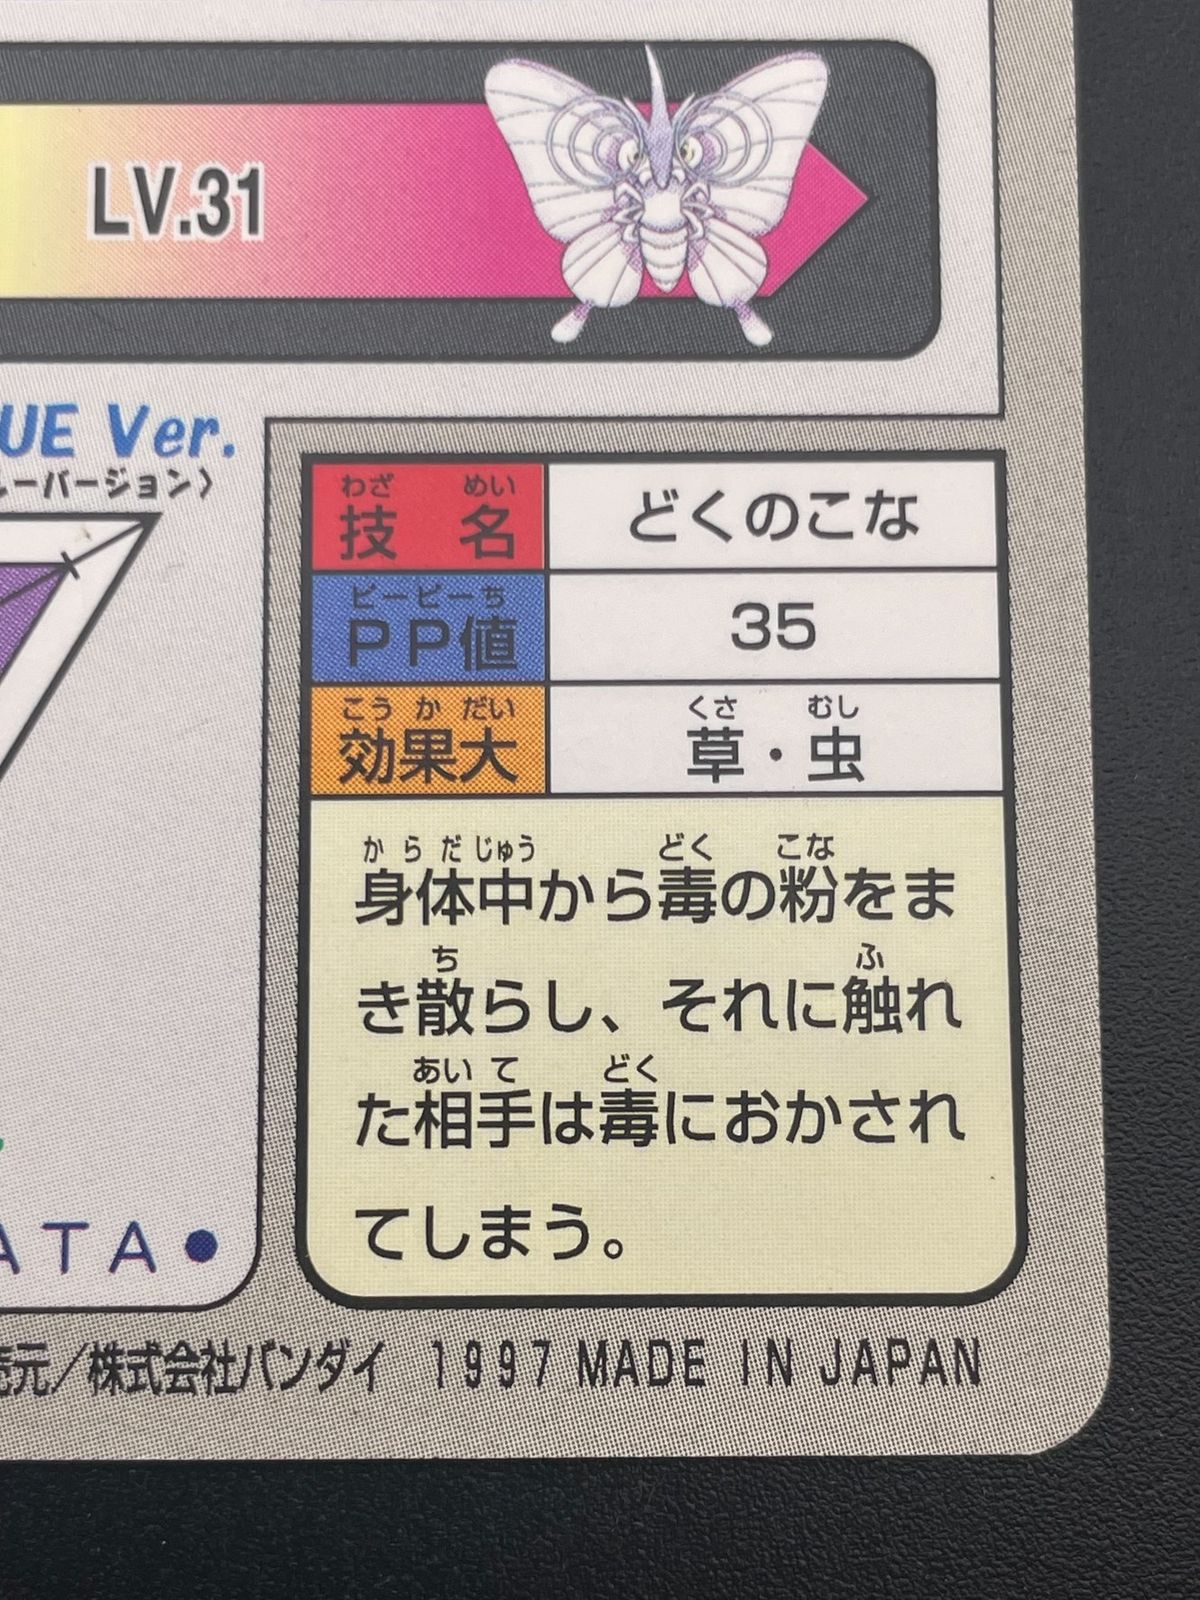 LV.31
UE Ver.
ーバージョン〉
わざ めい
技 名
どくのこな
ピーピーち
PP値
35
こう か だい
効果大
くさ むし
草・虫
からだじゅう どく こな
身体中から毒の粉をま
ち ふ
き散らし、それに触れ
あい て どく
た相手は毒におかされ
てしまう。
ATA●
売元／株式会社バンダイ 1997 MADE IN JAPAN